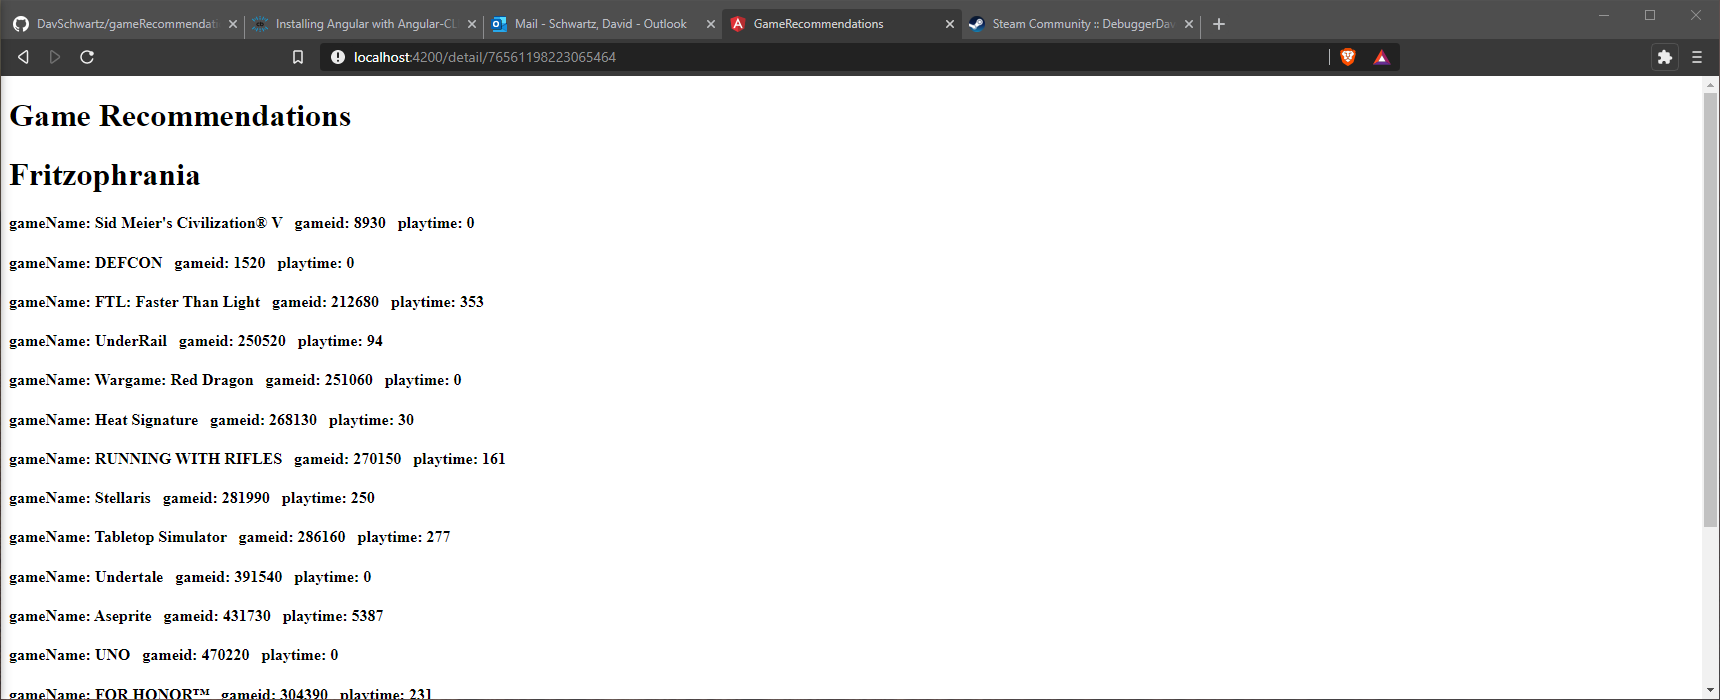 DavSchwartz/gameRecommendati
Installing Angular with Angular-CL
Mail - Schwartz, David - Outlook
GameRecommendations
Steam Community :: DebuggerDav
localhost:4200/detail/76561198223065464
Game Recommendations
Fritzophrania
gameName: Sid Meier's Civilization® V gameid: 8930 playtime: 0
gameName: DEFCON gameid: 1520 playtime: 0
gameName: FTL: Faster Than Light gameid: 212680 playtime: 353
gameName: UnderRail gameid: 250520 playtime: 94
gameName: Wargame: Red Dragon gameid: 251060 playtime: 0
gameName: Heat Signature gameid: 268130 playtime: 30
gameName: RUNNING WITH RIFLES gameid: 270150 playtime: 161
gameName: Stellaris gameid: 281990 playtime: 250
gameName: Tabletop Simulator gameid: 286160 playtime: 277
gameName: Undertale gameid: 391540 playtime: 0
gameName: Aseprite gameid: 431730 playtime: 5387
gameName: UNO gameid: 470220 playtime: 0
gameName: FOR HONOR™ gameid: 304390 playtime: 231